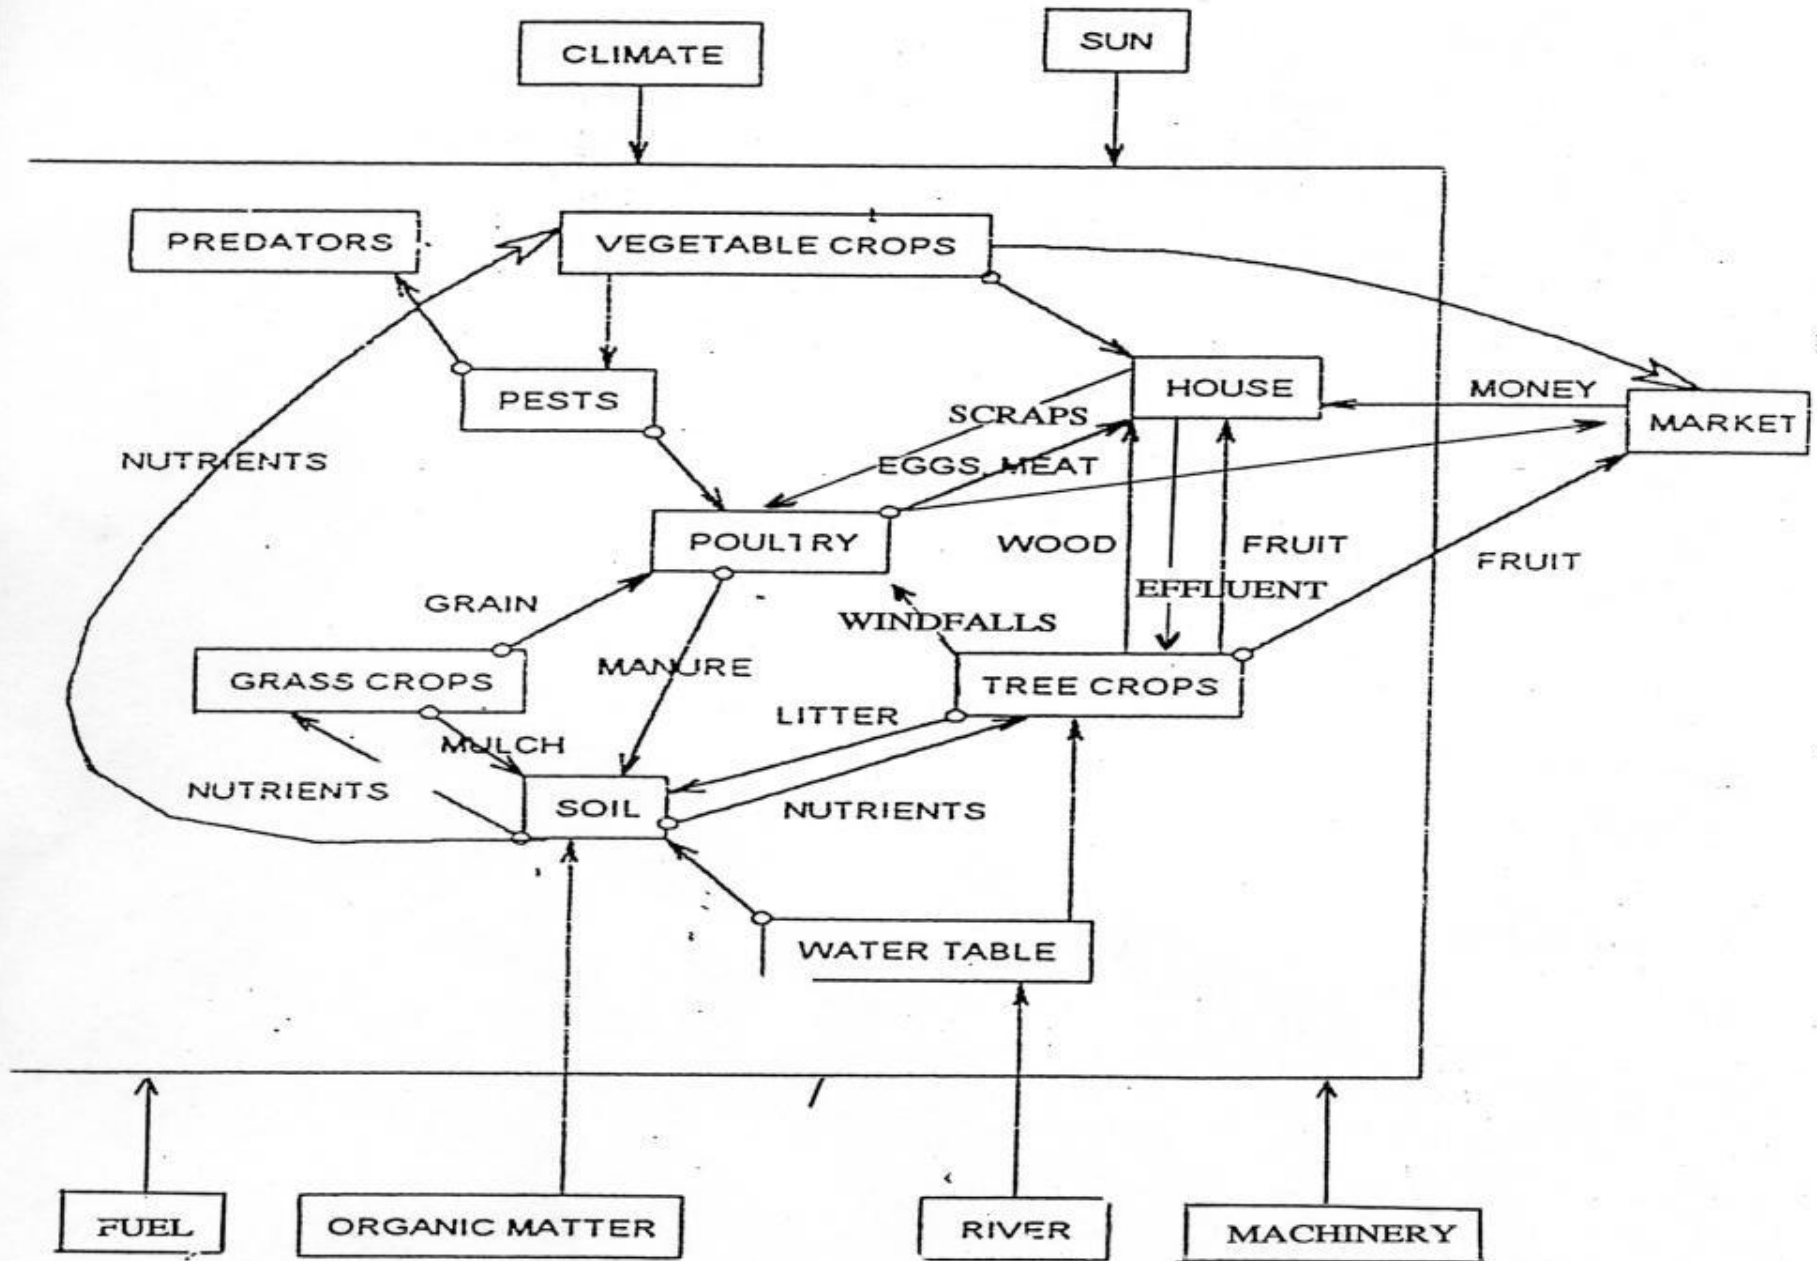 CLIMATE
SUN
PREDATORS
VEGETABLE CROPS
PESTS
HOUSE
MONEY
MARKET
SCRAPS
NUTRIENTS
EGGS, MEAT
POULTRY
WOOD
FRUIT
FRUIT
EFFLUENT
GRAIN
WINDFALLS
MANURE
GRASS CROPS
TREE CROPS
LITTER
MULCH
NUTRIENTS
SOIL
NUTRIENTS
WATER TABLE
FUEL
ORGANIC MATTER
RIVER
MACHINERY